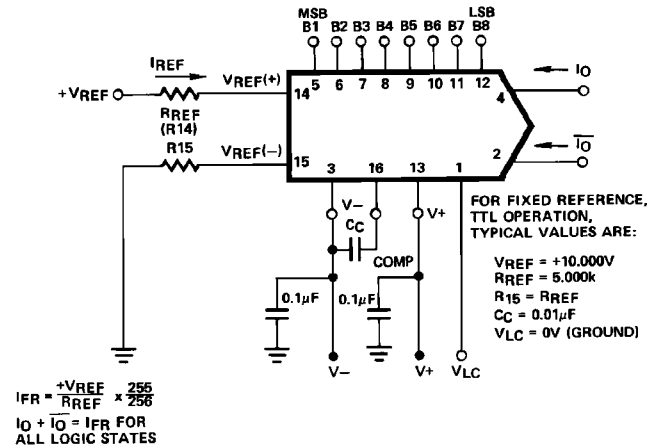 MSB LSB
B1 B2 B3 B4 B5 B6 B7 B8
IREF
+VREF
VREF(+)
RREF
(R14)
14
5 6 7 8 9 10 11 12
IO
4
R15
VREF(−)
15
2
IO
3 16 13 1
V− V+
CC
COMP
0.1μF 0.1μF
V− V+ VLC
FOR FIXED REFERENCE,
TTL OPERATION,
TYPICAL VALUES ARE:
VREF = +10.000V
RREF = 5.000k
R15 = RREF
CC = 0.01μF
VLC = 0V (GROUND)
IFR = +VREF/RREF x 255/256
IO + IO = IFR FOR
ALL LOGIC STATES